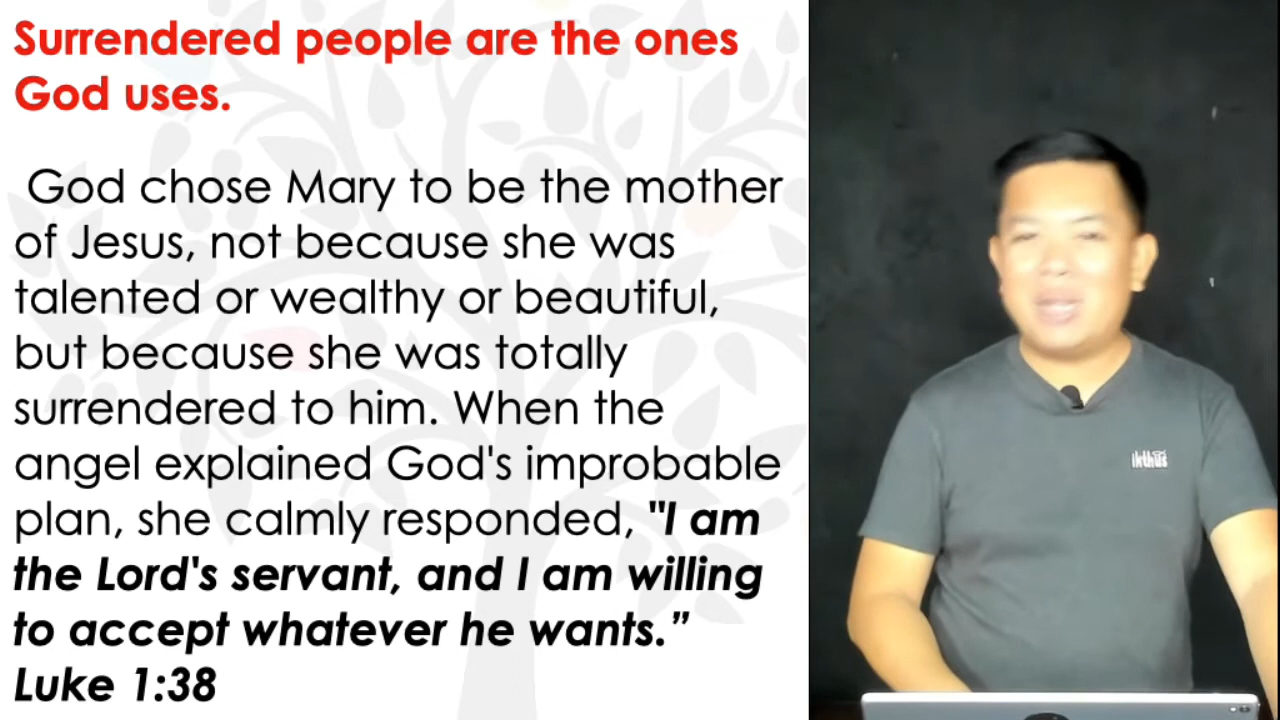 Surrendered people are the ones
God uses.
God chose Mary to be the mother
of Jesus, not because she was
talented or wealthy or beautiful,
but because she was totally
surrendered to him. When the
angel explained God's improbable
plan, she calmly responded, "I am
the Lord's servant, and I am willing
to accept whatever he wants.”
Luke 1:38
ikthus